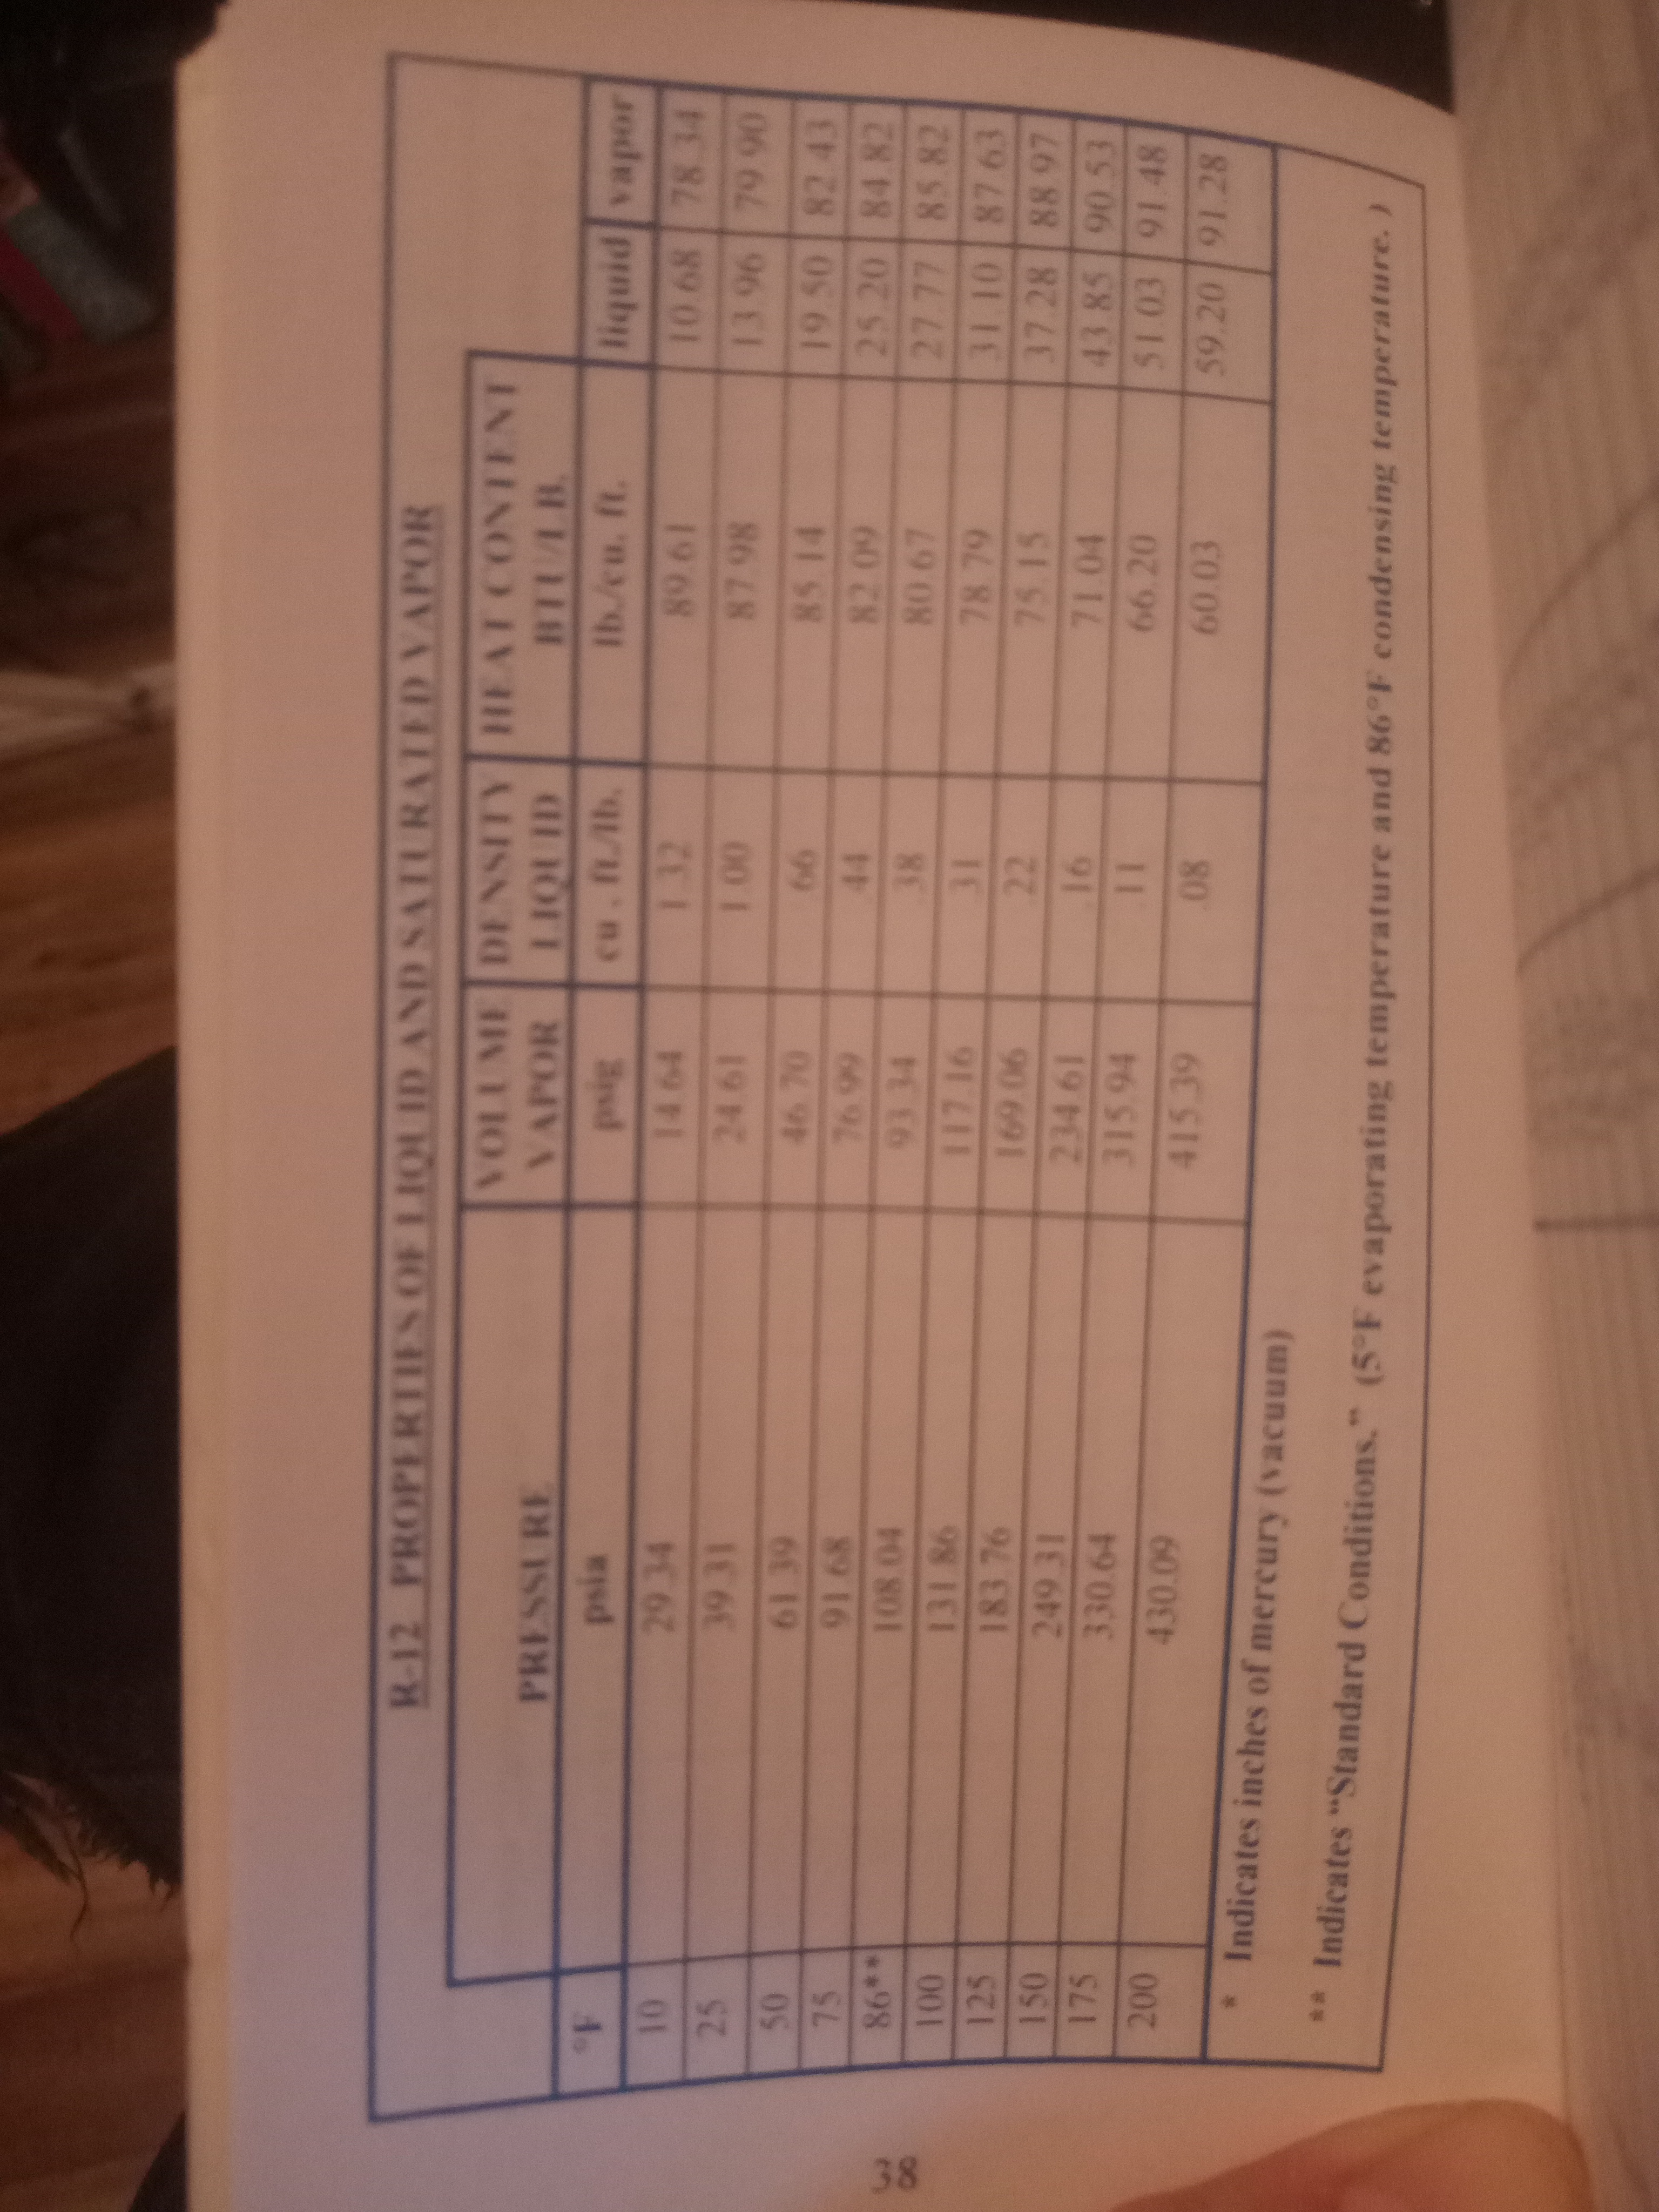 R-12 PROPERTIES OF LIQUID AND SATURATED VAPOR
PRESSURE VOLUME VAPOR DENSITY LIQUID HEAT CONTENT BTU/LB.
°F psia psig cu. ft./lb. lb./cu. ft. liquid vapor
10 29.34 14.64 1.32 89.61 10.68 78.34
25 39.31 24.61 1.00 87.98 13.96 79.90
50 61.39 46.70 .66 85.14 19.50 82.43
75 91.68 76.99 .44 82.09 25.20 84.82
86** 108.04 93.34 .38 80.67 27.77 85.82
100 131.86 117.16 .31 78.79 31.10 87.63
125 183.76 169.06 .22 75.15 37.28 88.97
150 249.31 234.61 .16 71.04 43.85 90.53
175 330.64 315.94 .11 66.20 51.03 91.48
200 430.09 415.39 .08 60.03 59.20 91.28
* Indicates inches of mercury (vacuum)
** Indicates “Standard Conditions.” (5°F evaporating temperature and 86°F condensing temperature.)
38